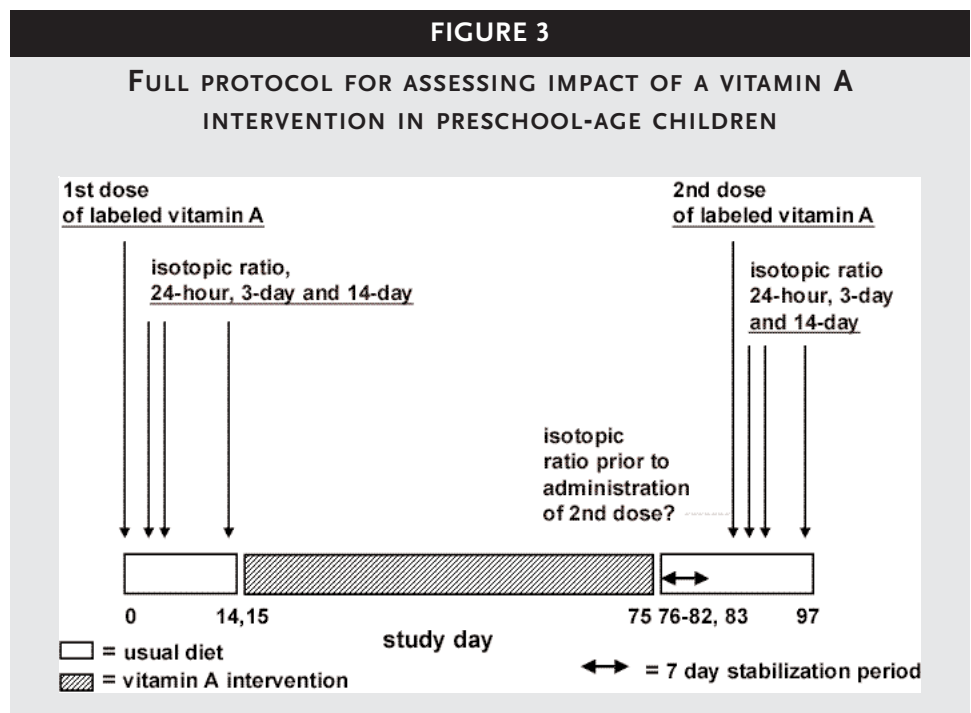 FIGURE 3
FULL PROTOCOL FOR ASSESSING IMPACT OF A VITAMIN A
INTERVENTION IN PRESCHOOL-AGE CHILDREN
1st dose
of labeled vitamin A
isotopic ratio,
24-hour, 3-day and 14-day
2nd dose
of labeled vitamin A
isotopic ratio
24-hour, 3-day
and 14-day
isotopic
ratio prior to
administration
of 2nd dose?
0 14,15 75 76-82, 83 97
study day
= usual diet
= vitamin A intervention
= 7 day stabilization period